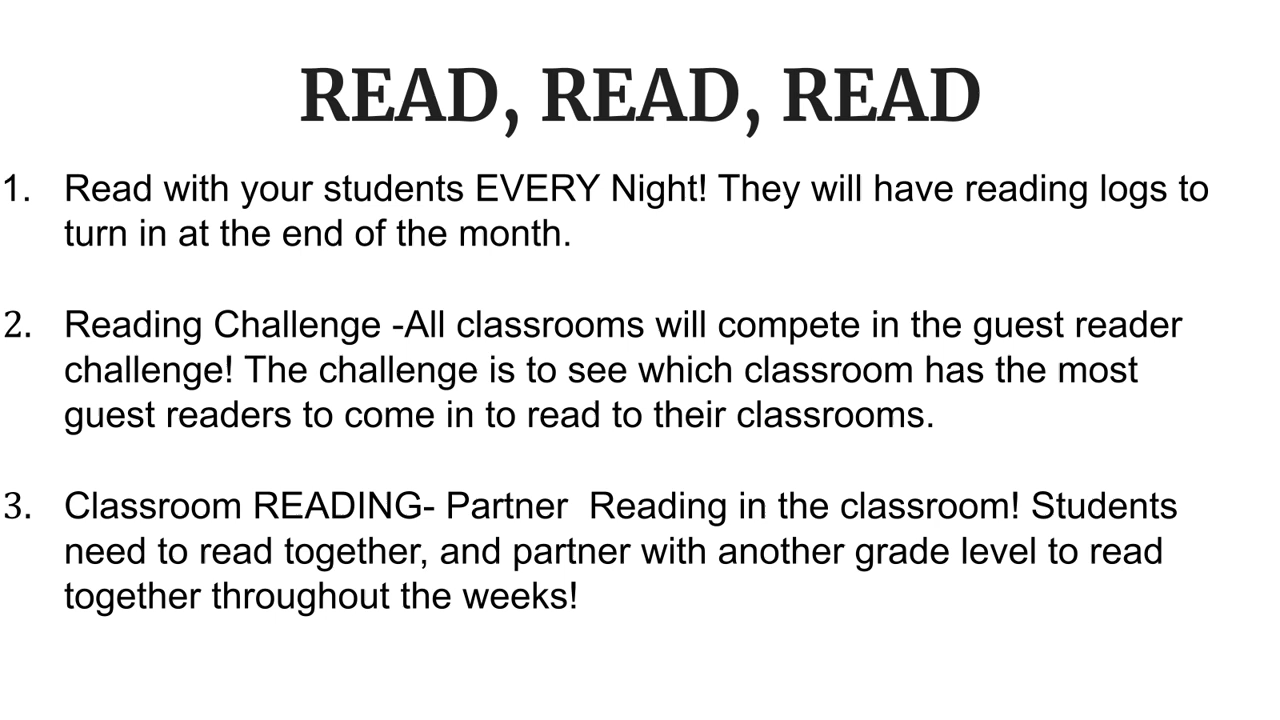 READ, READ, READ
1. Read with your students EVERY Night! They will have reading logs to
turn in at the end of the month.
2. Reading Challenge -All classrooms will compete in the guest reader
challenge! The challenge is to see which classroom has the most
guest readers to come in to read to their classrooms.
3. Classroom READING- Partner  Reading in the classroom! Students
need to read together, and partner with another grade level to read
together throughout the weeks!